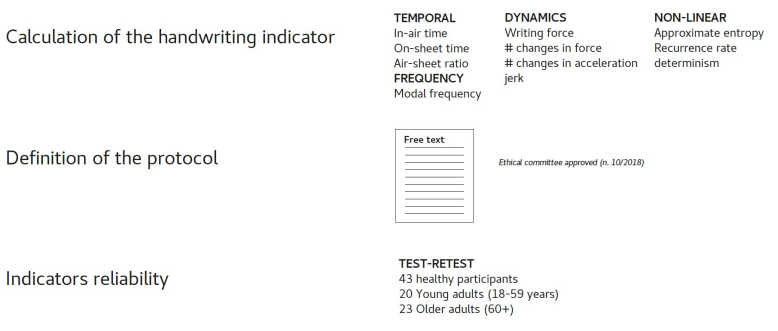 Calculation of the handwriting indicator
TEMPORAL
In-air time
On-sheet time
Air-sheet ratio
FREQUENCY
Modal frequency
DYNAMICS
Writing force
# changes in force
# changes in acceleration
jerk
NON-LINEAR
Approximate entropy
Recurrence rate
determinism
Definition of the protocol
Free text
Ethical committee approved (n. 10/2018)
Indicators reliability
TEST-RETEST
43 healthy participants
20 Young adults (18-59 years)
23 Older adults (60+)